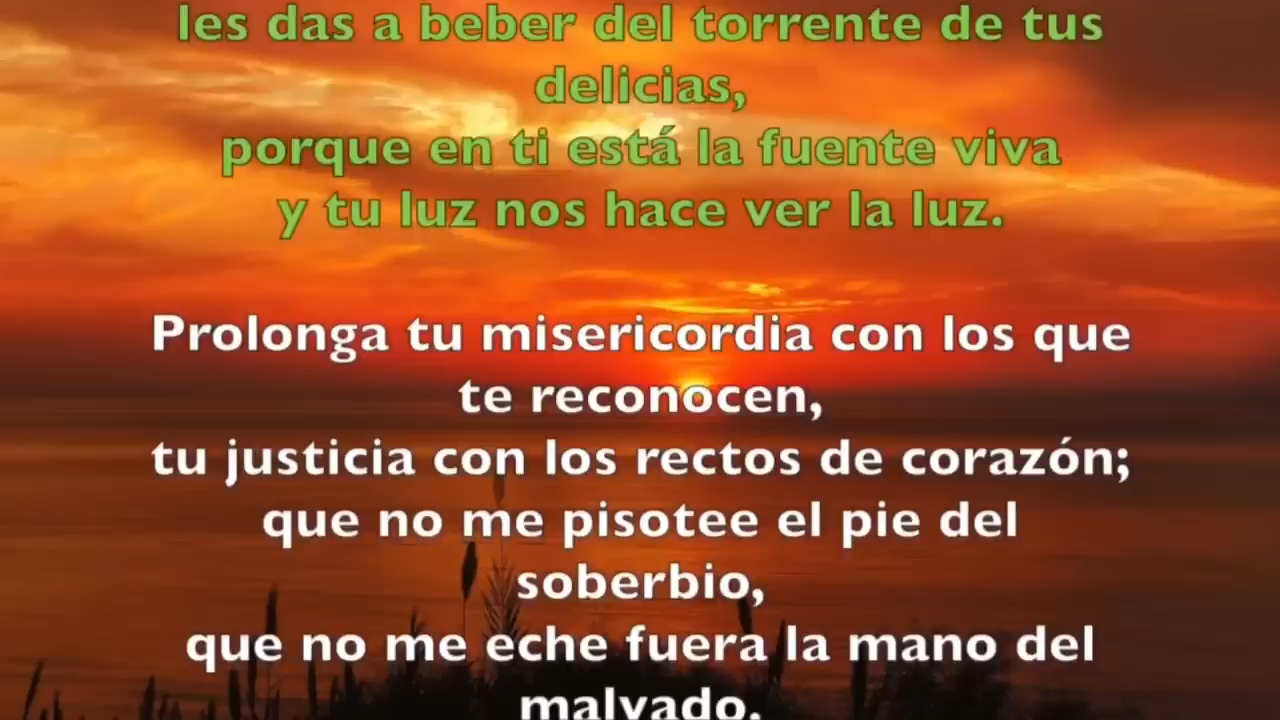 les das a beber del torrente de tus
delicias,
porque en ti está la fuente viva
y tu luz nos hace ver la luz.
Prolonga tu misericordia con los que
te reconocen,
tu justicia con los rectos de corazón;
que no me pisotee el pie del
soberbio,
que no me eche fuera la mano del
malvado.